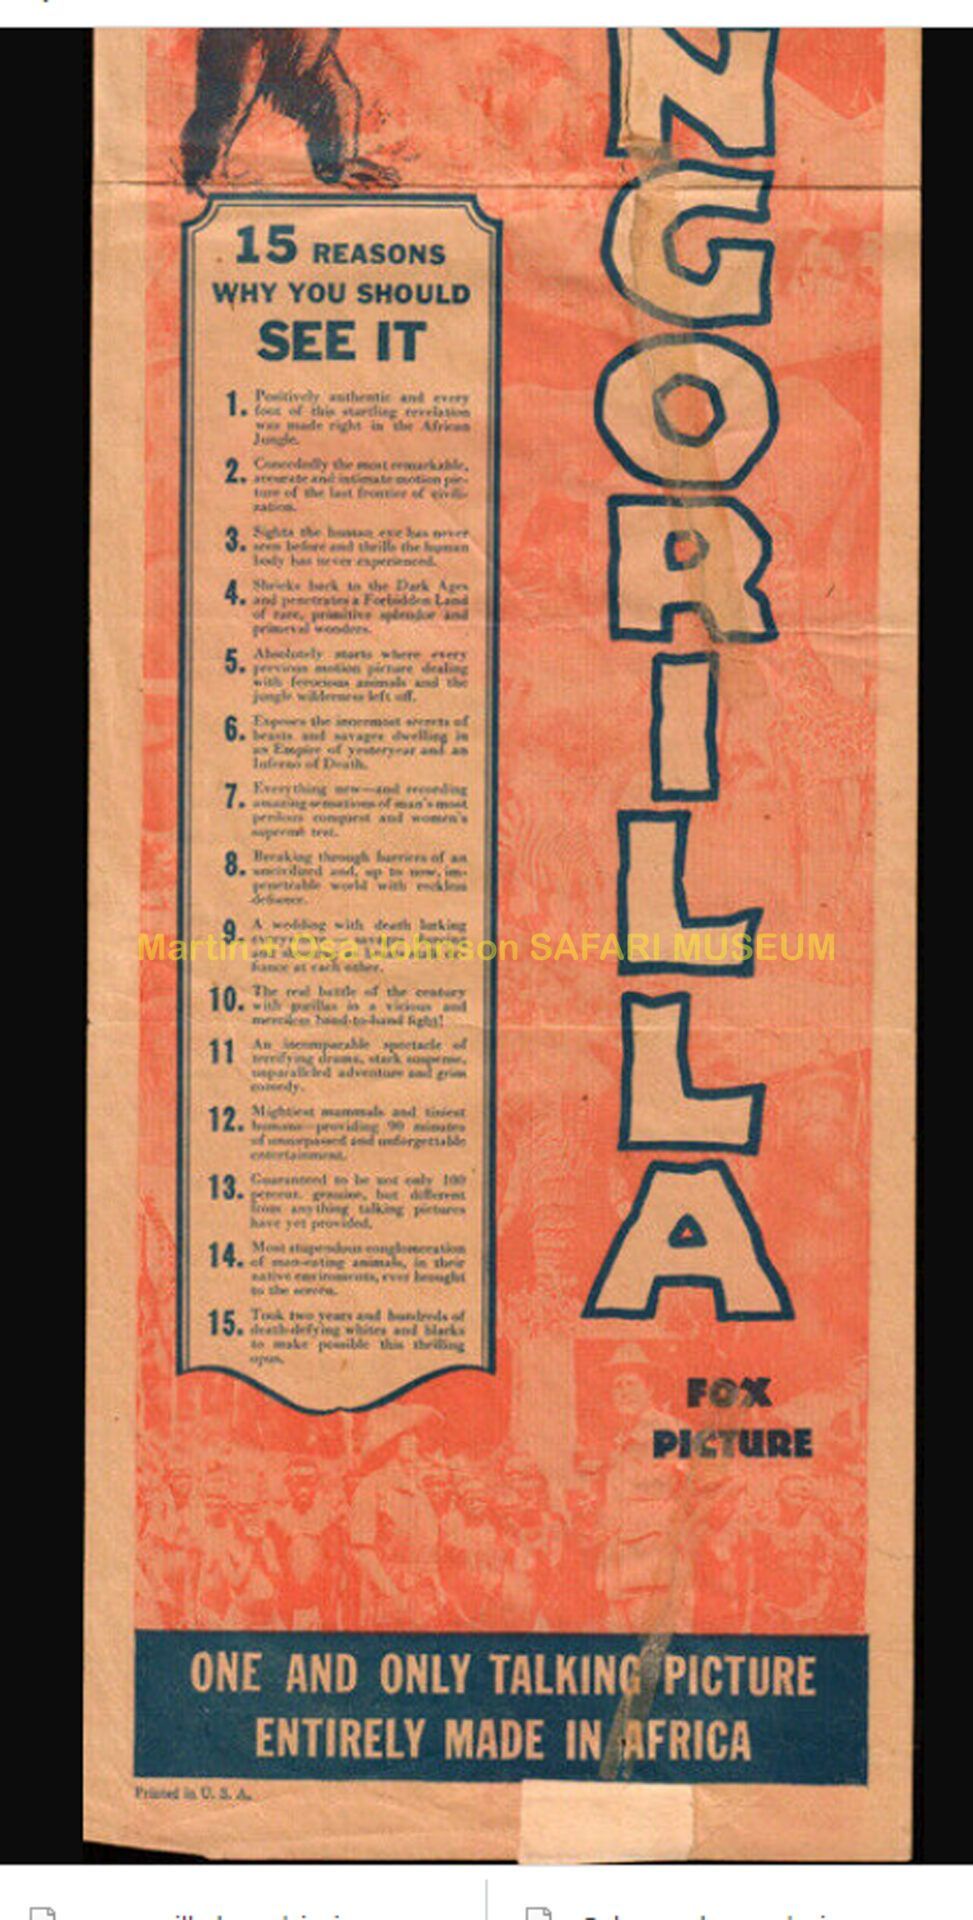 15 REASONS
WHY YOU SHOULD
SEE IT
1. Positively authentic and every
foot of this startling revelation
was made right in the African
Jungle.
2. Concededly the most remarkable,
accurate and intimate motion pic-
ture of the last frontier of civili-
zation.
3. Sights the human eye has never
seen before and thrills the human
body has never experienced.
4. Shrieks back to the Dark Ages
and penetrates a Forbidden Land
of rare, primitive splendor and
primeval wonders.
5. Absolutely starts where every
previous motion picture dealing
with ferocious animals and the
jungle wilderness left off.
6. Exposes the innermost secrets of
beasts and savages dwelling in
an Empire of yesteryear and an
Inferno of Death.
7. Everything new—and recording
amazing sensations of man's most
perilous conquest and women's
supreme test.
8. Breaking through barriers of an
uncivilized and, up to now, im-
penetrable world with reckless
defiance.
9 A wedding with death lurking
fiance at each other.
10. The real battle of the century
with gorillas in a vicious and
merciless hand-to-hand fight!
11 An incomparable spectacle of
terrifying drama, stark suspense,
unparalleled adventure and grim
comedy.
12. Mightiest mammals and tiniest
humans—providing 90 minutes
of unsurpassed and unforgettable
entertainment.
13. Guaranteed to be not only 100
percent. genuine, but different
from anything talking pictures
have yet provided.
14. Most stupendous conglomeration
of man-eating animals, in their
native enviroments, ever brought
to the screen.
15. Took two years and hundreds of
death-defying whites and blacks
to make possible this thrilling
opus.
NGORILLA
Martin + Osa Johnson SAFARI MUSEUM
FOX
PICTURE
ONE AND ONLY TALKING PICTURE
ENTIRELY MADE IN AFRICA
Printed in U. S. A.